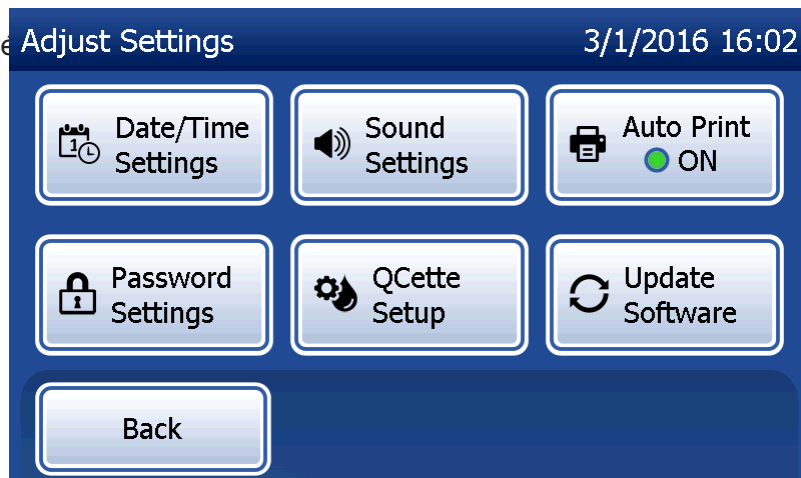 é
Adjust Settings 3/1/2016 16:02
Date/Time
Settings
Sound
Settings
Auto Print
ON
Password
Settings
QCette
Setup
Update
Software
Back